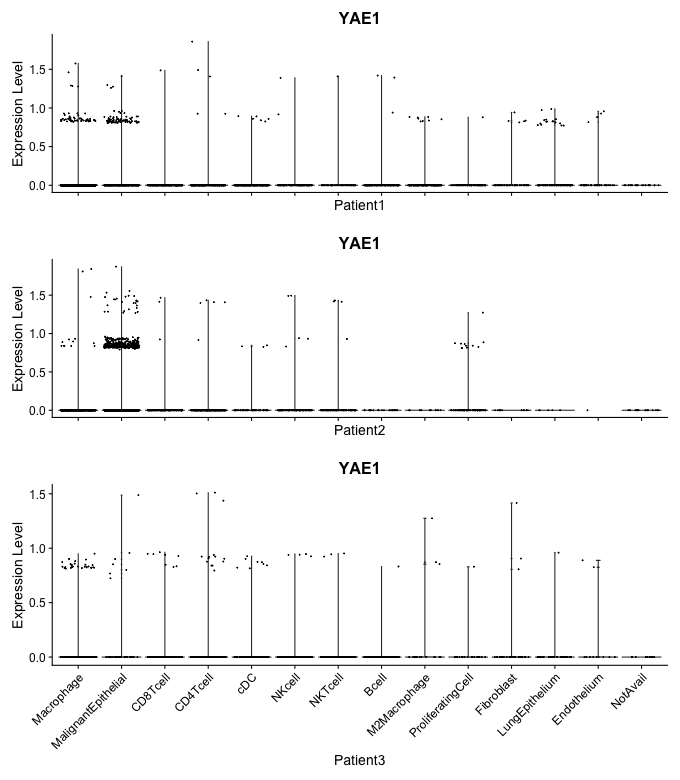 YAE1
Expression Level
1.5
1.0
0.5
0.0
Patient1
YAE1
Expression Level
1.5
1.0
0.5
0.0
Patient2
YAE1
Expression Level
1.5
1.0
0.5
0.0
Macrophage
MalignantEpithelial
CD8Tcell
CD4Tcell
cDC
NKcell
NKTcell
Bcell
M2Macrophage
ProliferatingCell
Fibroblast
LungEpithelium
Endothelium
NotAvail
Patient3